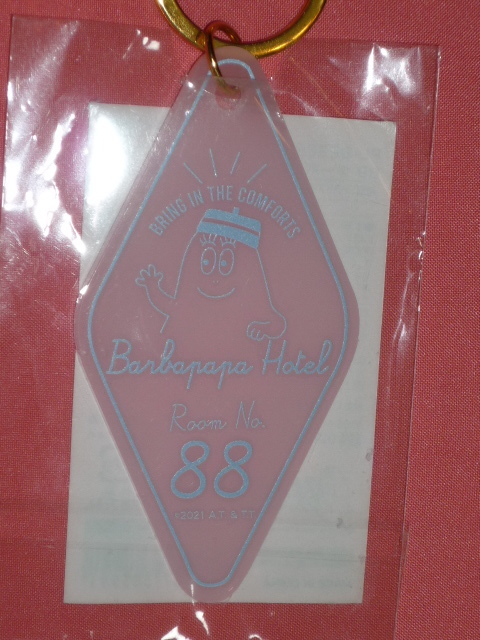 BRING IN THE COMFORTS
Barbapapa Hotel
Room No.
88
©2021 A.T. & T.T.